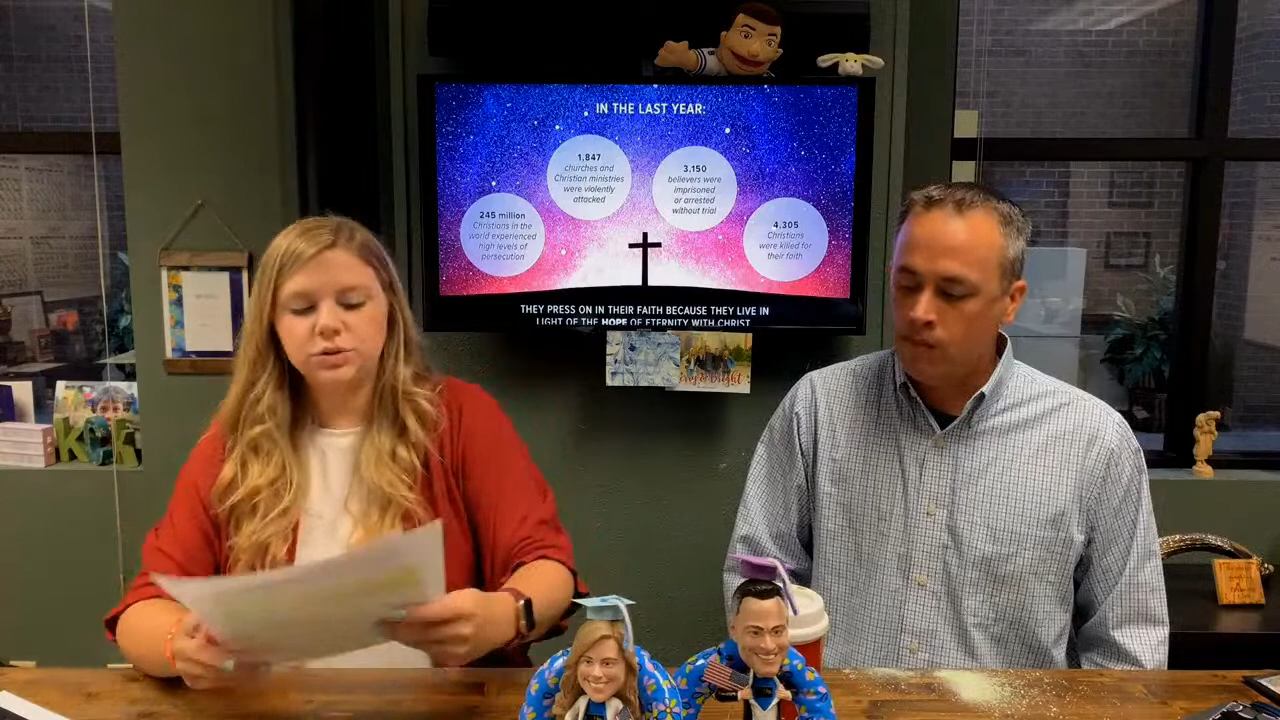 IN THE LAST YEAR:
1,847
churches and
Christian ministries
were violently
attacked
3,150
believers were
imprisoned
or arrested
without trial
245 million
Christians in the
world experienced
high levels of
persecution
4,305
Christians
were killed for
their faith
THEY PRESS ON IN THEIR FAITH BECAUSE THEY LIVE IN
LIGHT OF THE HOPE OF ETERNITY WITH CHRIST
Bright
K